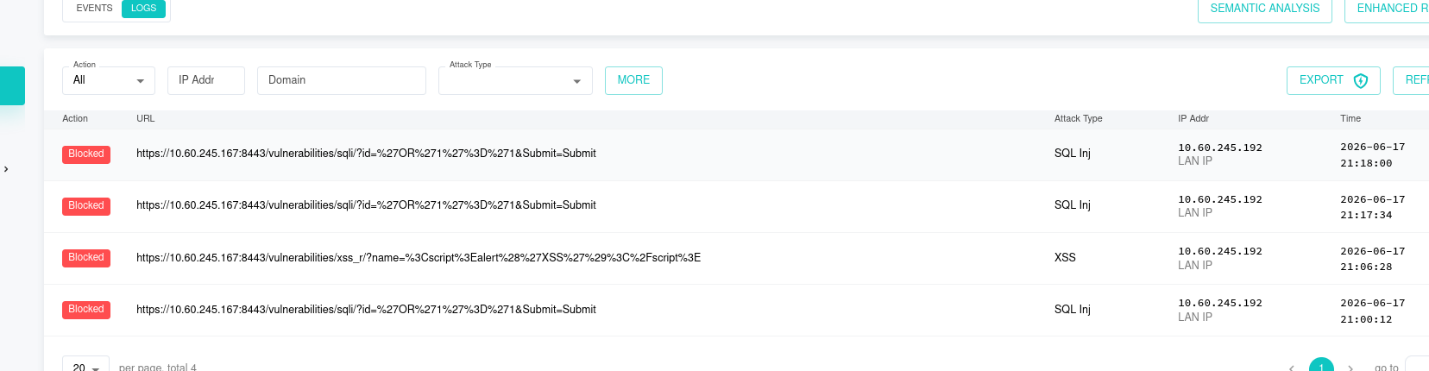 EVENTS LOGS SEMANTIC ANALYSIS ENHANCED R
Action Attack Type
All IP Addr Domain MORE EXPORT REF
Action URL Attack Type IP Addr Time
Blocked https://10.60.245.167:8443/vulnerabilities/sqli/?id=%27OR%271%27%3D%271&Submit=Submit SQL Inj 10.60.245.192 2026-06-17
LAN IP 21:18:00
Blocked https://10.60.245.167:8443/vulnerabilities/sqli/?id=%27OR%271%27%3D%271&Submit=Submit SQL Inj 10.60.245.192 2026-06-17
LAN IP 21:17:34
Blocked https://10.60.245.167:8443/vulnerabilities/xss_r/?name=%3Cscript%3Ealert%28%27XSS%27%29%3C%2Fscript%3E XSS 10.60.245.192 2026-06-17
LAN IP 21:06:28
Blocked https://10.60.245.167:8443/vulnerabilities/sqli/?id=%27OR%271%27%3D%271&Submit=Submit SQL Inj 10.60.245.192 2026-06-17
LAN IP 21:00:12
20 per page, total 4 1 go to